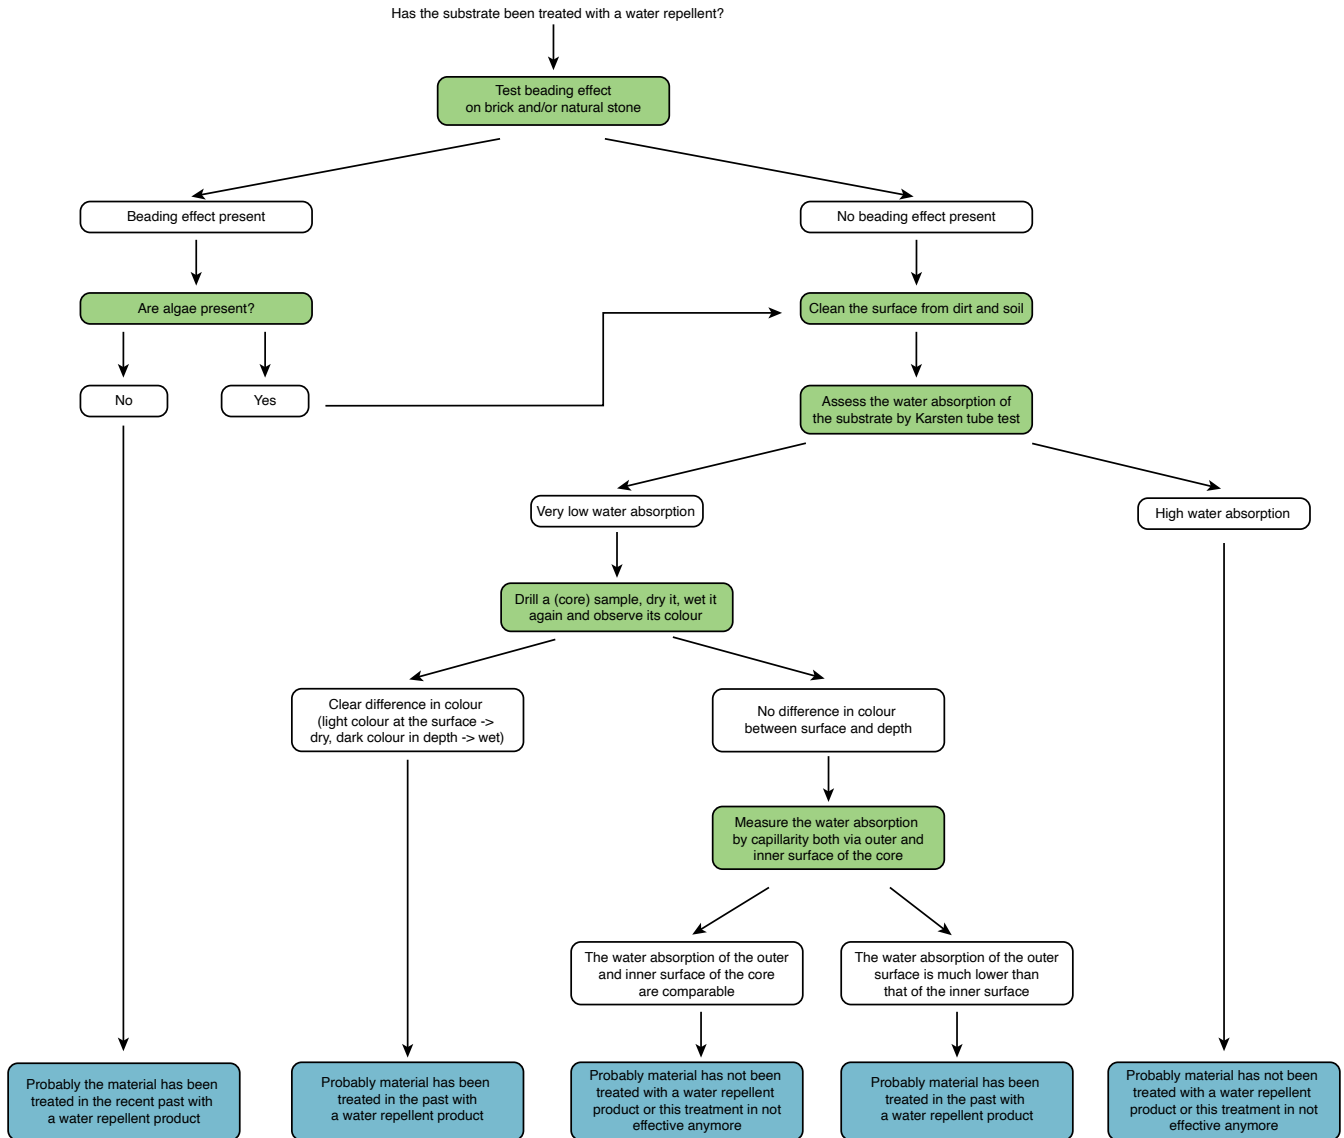 Has the substrate been treated with a water repellent?
Test beading effect
on brick and/or natural stone
Beading effect present
No beading effect present
Are algae present?
Clean the surface from dirt and soil
No
Yes
Assess the water absorption of
the substrate by Karsten tube test
Very low water absorption
High water absorption
Drill a (core) sample, dry it, wet it
again and observe its colour
Clear difference in colour
(light colour at the surface ->
dry, dark colour in depth -> wet)
No difference in colour
between surface and depth
Measure the water absorption
by capillarity both via outer and
inner surface of the core
The water absorption of the outer
and inner surface of the core
are comparable
The water absorption of the outer
surface is much lower than
that of the inner surface
Probably the material has been
treated in the recent past with
a water repellent product
Probably material has been
treated in the past with
a water repellent product
Probably material has not been
treated with a water repellent
product or this treatment in not
effective anymore
Probably material has been
treated in the past with
a water repellent product
Probably material has not been
treated with a water repellent
product or this treatment in not
effective anymore